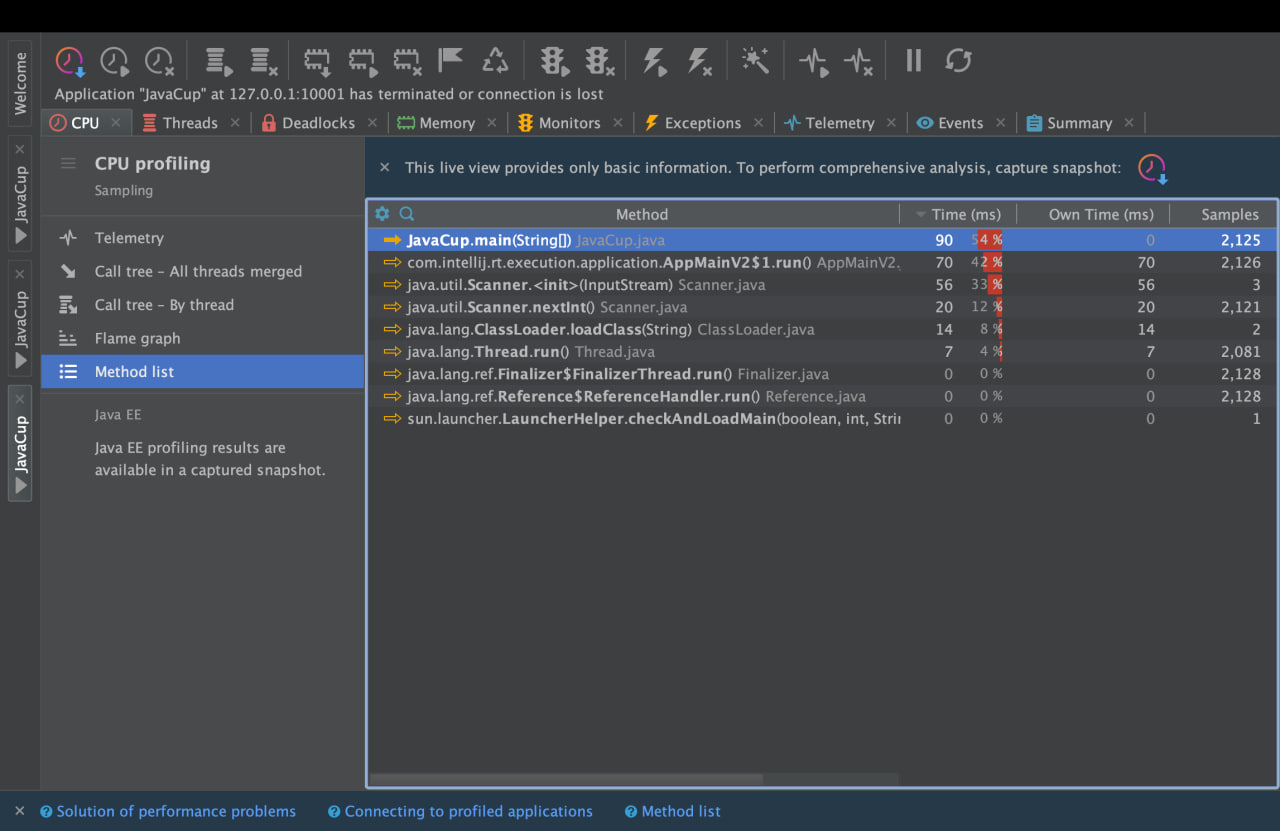 Welcome
JavaCup
JavaCup
JavaCup
Application "JavaCup" at 127.0.0.1:10001 has terminated or connection is lost
CPU Threads Deadlocks Memory Monitors Exceptions Telemetry Events Summary
CPU profiling
Sampling
Telemetry
Call tree – All threads merged
Call tree – By thread
Flame graph
Method list
Java EE
Java EE profiling results are
available in a captured snapshot.
This live view provides only basic information. To perform comprehensive analysis, capture snapshot:
Method Time (ms) Own Time (ms) Samples
JavaCup.main(String[]) JavaCup.java 90 54 % 0 2,125
com.intellij.rt.execution.application.AppMainV2$1.run() AppMainV2. 70 42 % 70 2,126
java.util.Scanner.<init>(InputStream) Scanner.java 56 33 % 56 3
java.util.Scanner.nextInt() Scanner.java 20 12 % 20 2,121
java.lang.ClassLoader.loadClass(String) ClassLoader.java 14 8 % 14 2
java.lang.Thread.run() Thread.java 7 4 % 7 2,081
java.lang.ref.Finalizer$FinalizerThread.run() Finalizer.java 0 0 % 0 2,128
java.lang.ref.Reference$ReferenceHandler.run() Reference.java 0 0 % 0 2,128
sun.launcher.LauncherHelper.checkAndLoadMain(boolean, int, Strin 0 0 % 0 1
Solution of performance problems Connecting to profiled applications Method list